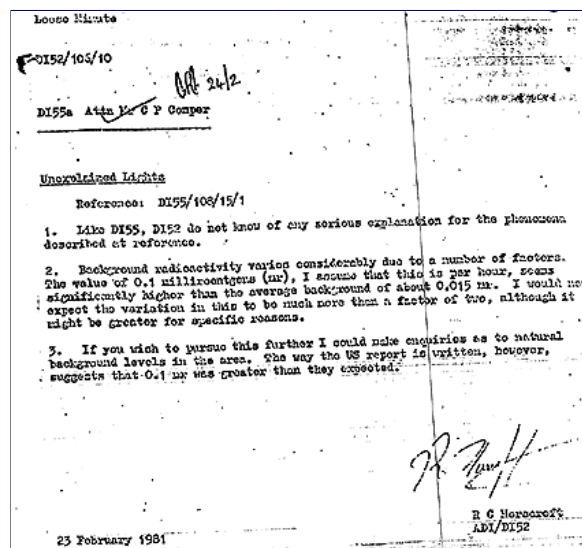 Loose Minute
DI52/106/10
24/2
DI55a Attn Mr C P Comper
Unexplained Lights
Reference: DI55/108/15/1
1. Like DI55, DI52 do not know of any serious explanation for the phenomena
described at reference.
2. Background radioactivity varies considerably due to a number of factors.
The value of 0.1 milliroentgens (mr), I assume that this is per hour, seems
significantly higher than the average background of about 0.015 mr. I would no
expect the variation in this to be much more than a factor of two, although it
might be greater for specific reasons.
3. If you wish to pursue this further I could make enquiries as to natural
background levels in the area. The way the US report is written, however,
suggests that 0.1 mr was greater than they expected.
R C Moorcroft
ADI/DI52
23 February 1981